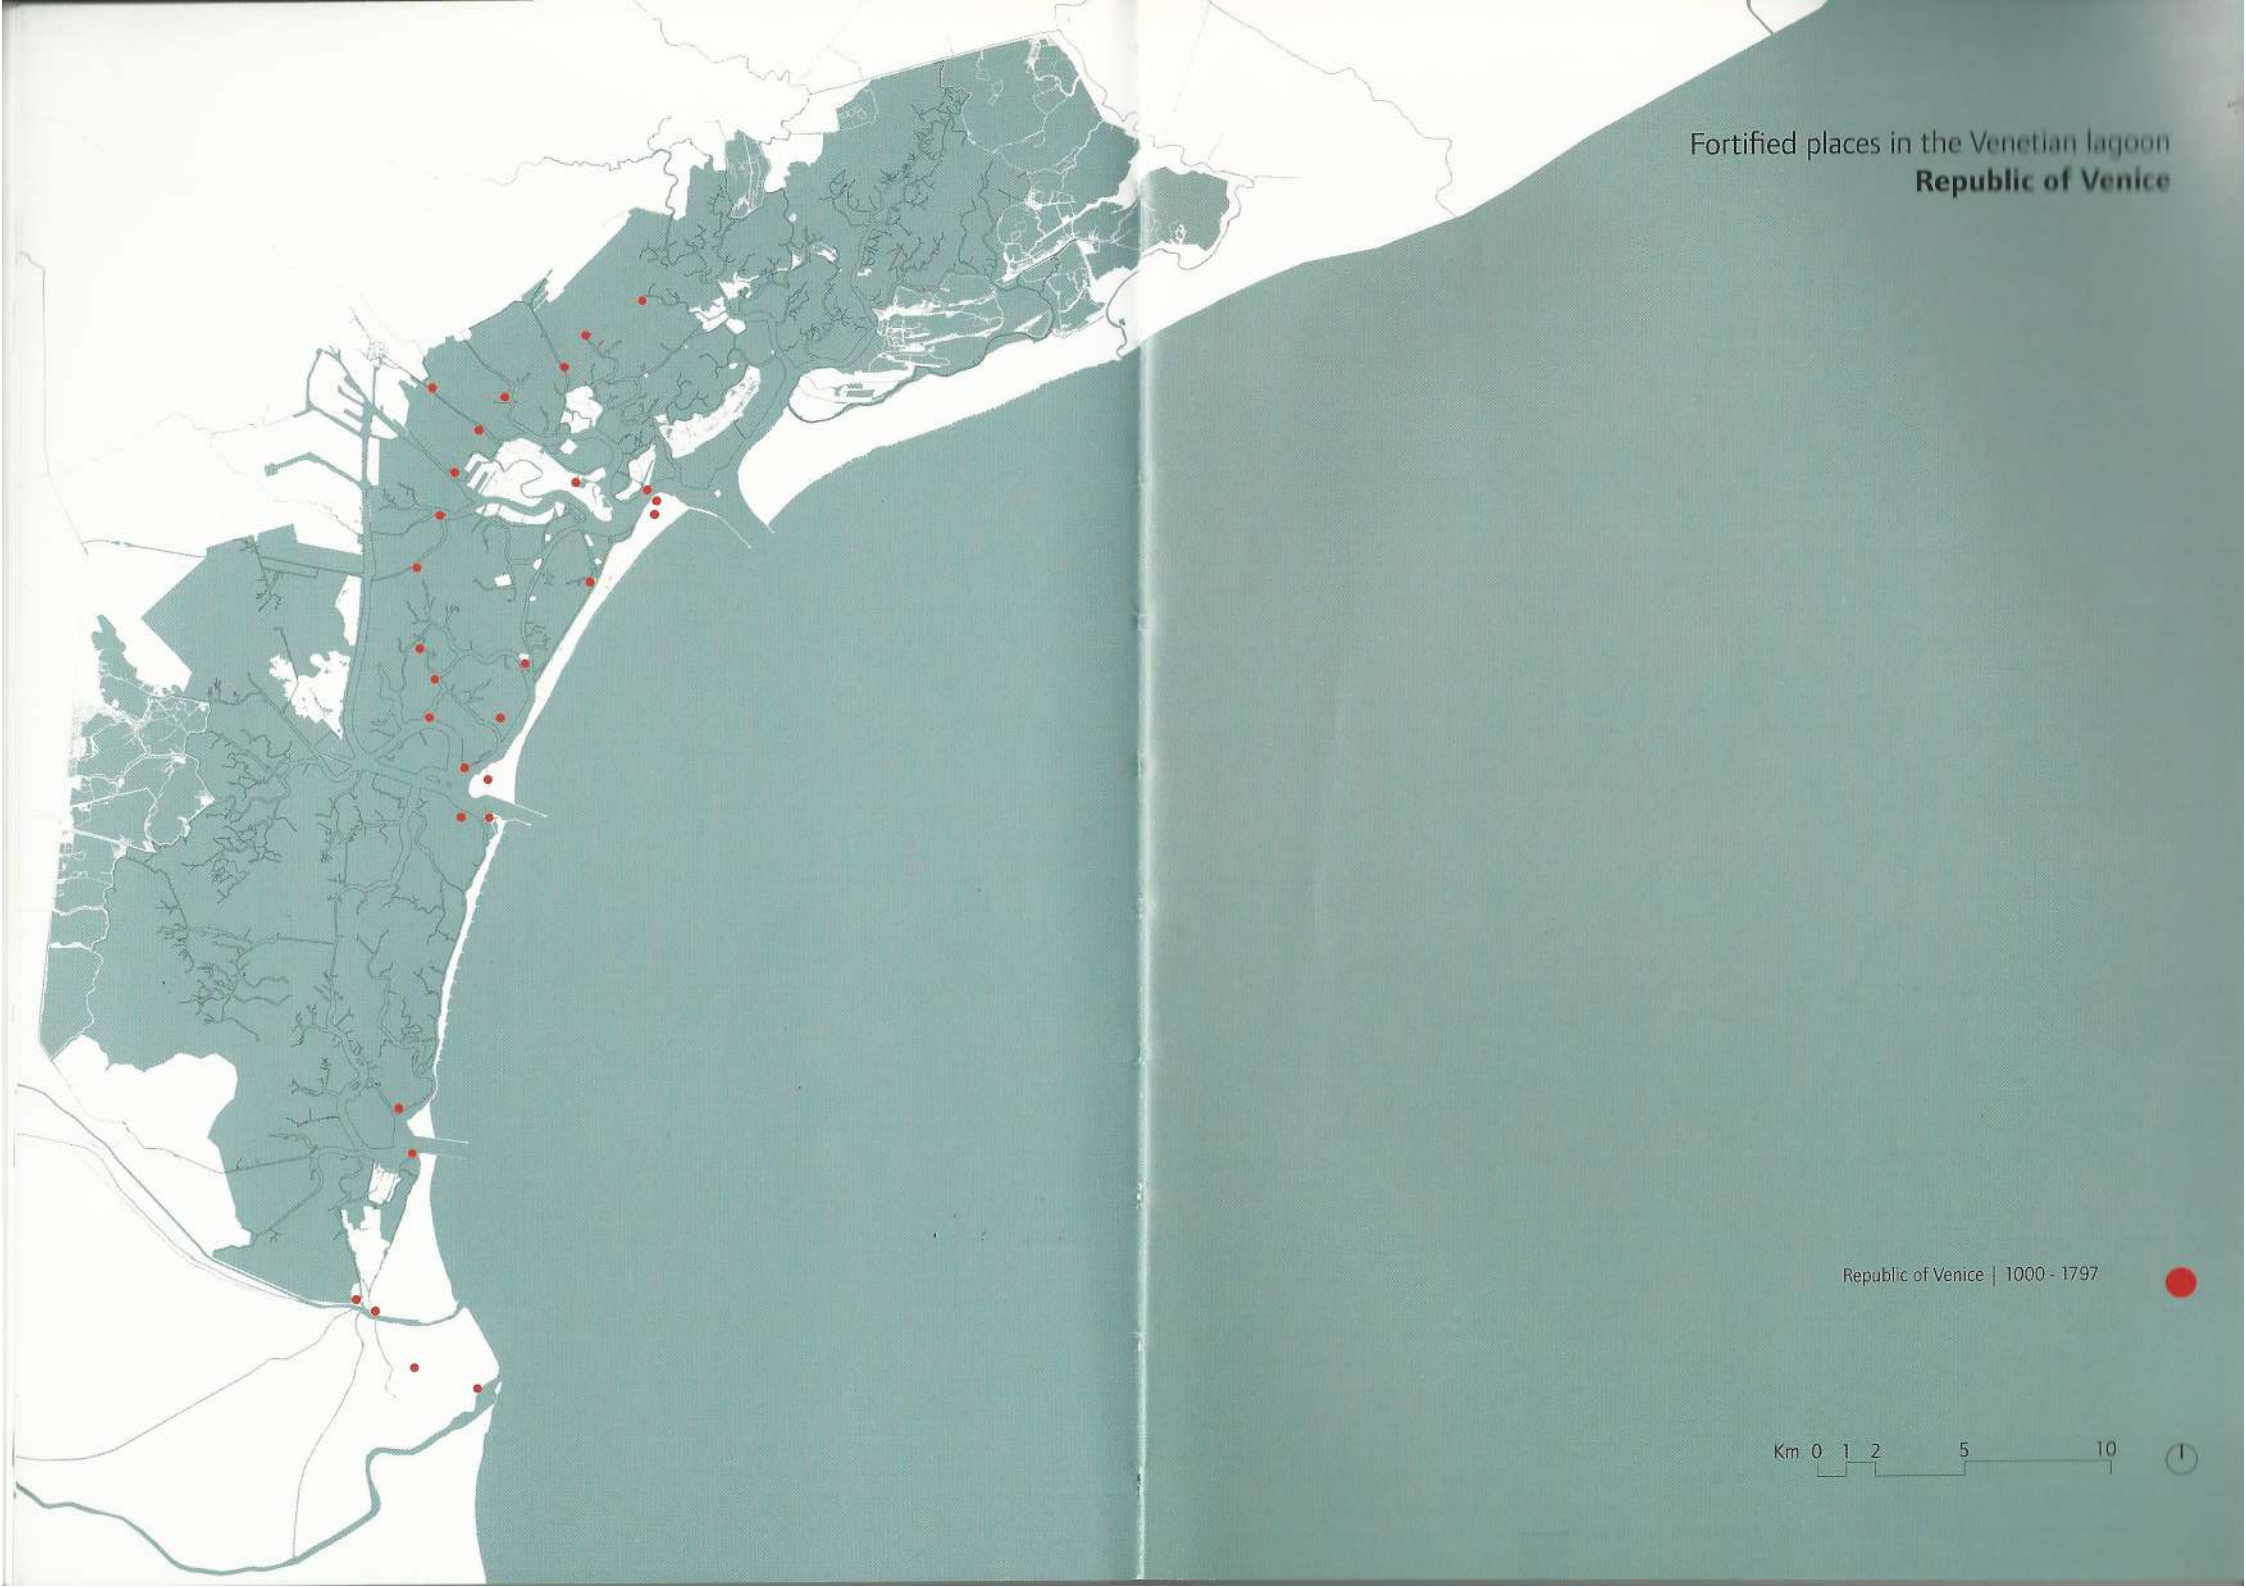 Fortified places in the Venetian lagoon
Republic of Venice
Republic of Venice | 1000 - 1797
Km 0 1 2 5 10